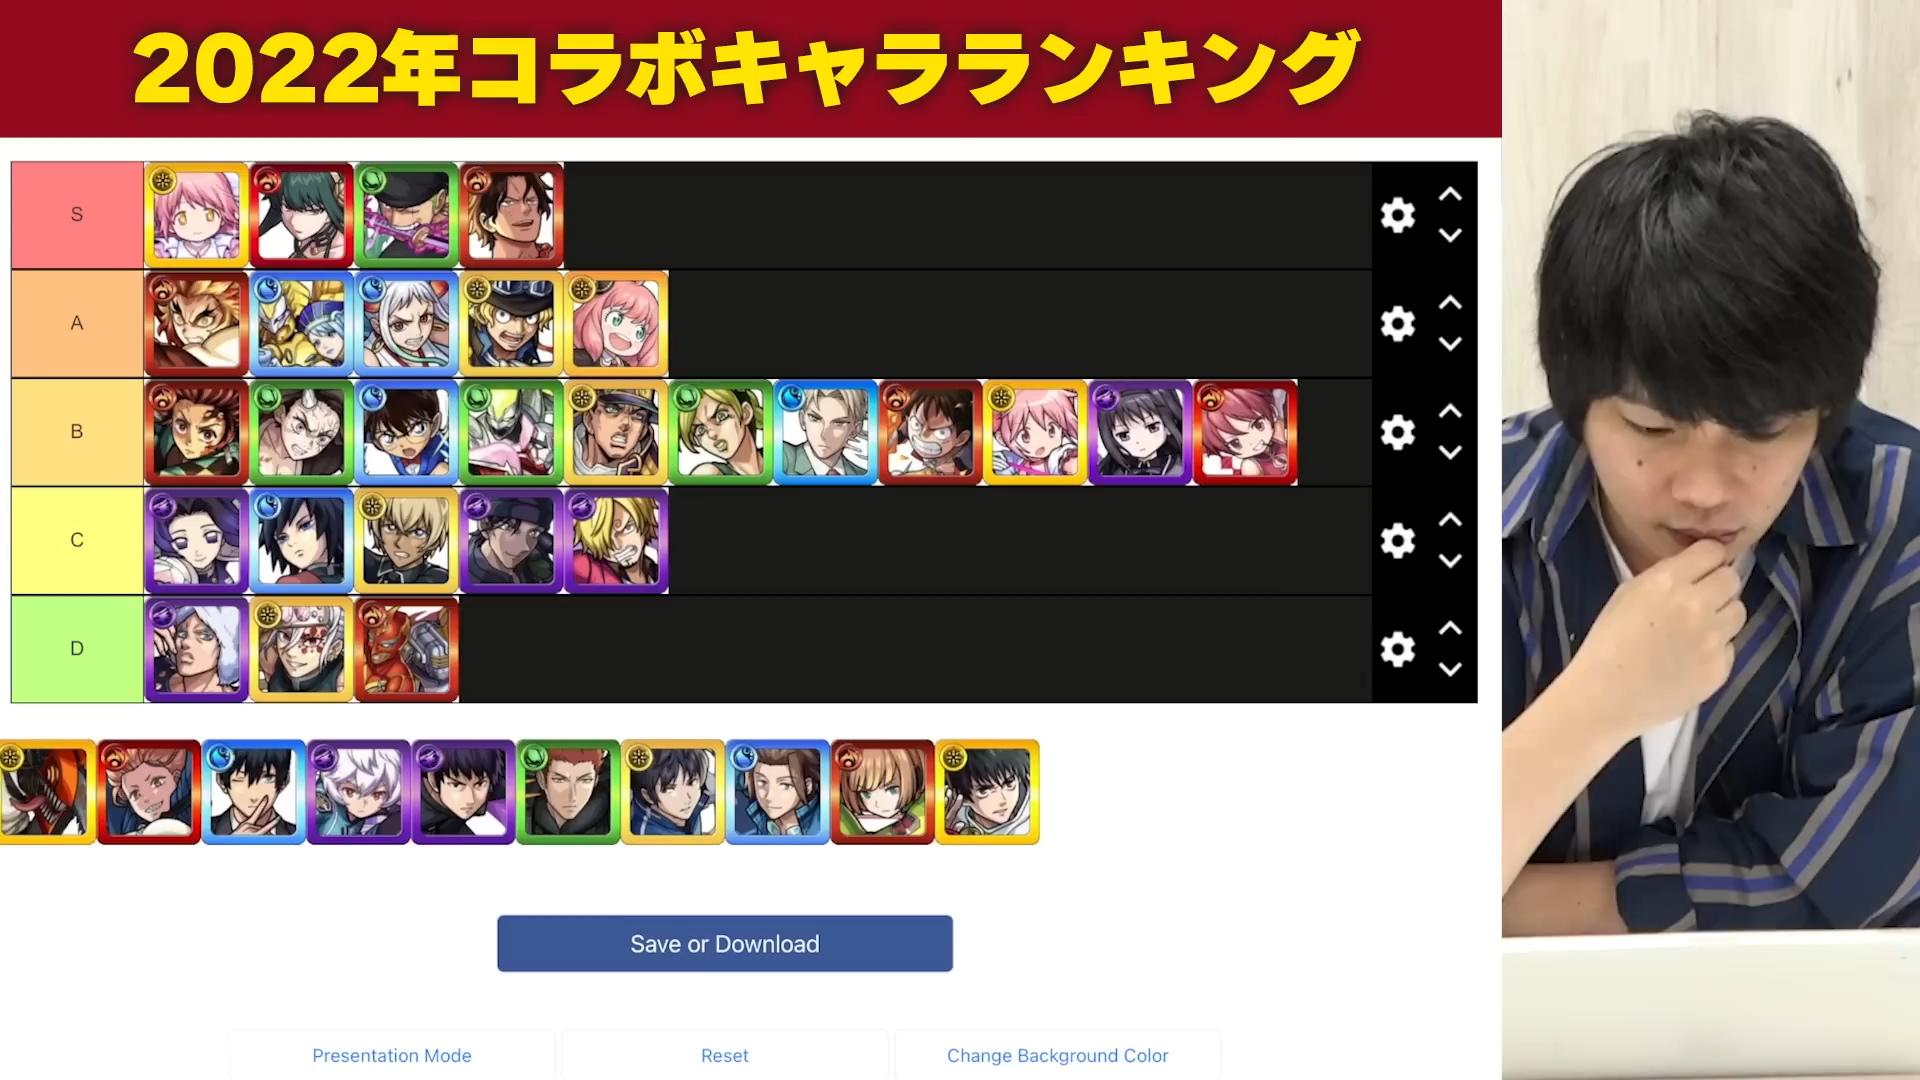 2022年コラボキャラランキング
S
A
B
C
D
Save or Download
Presentation Mode
Reset
Change Background Color